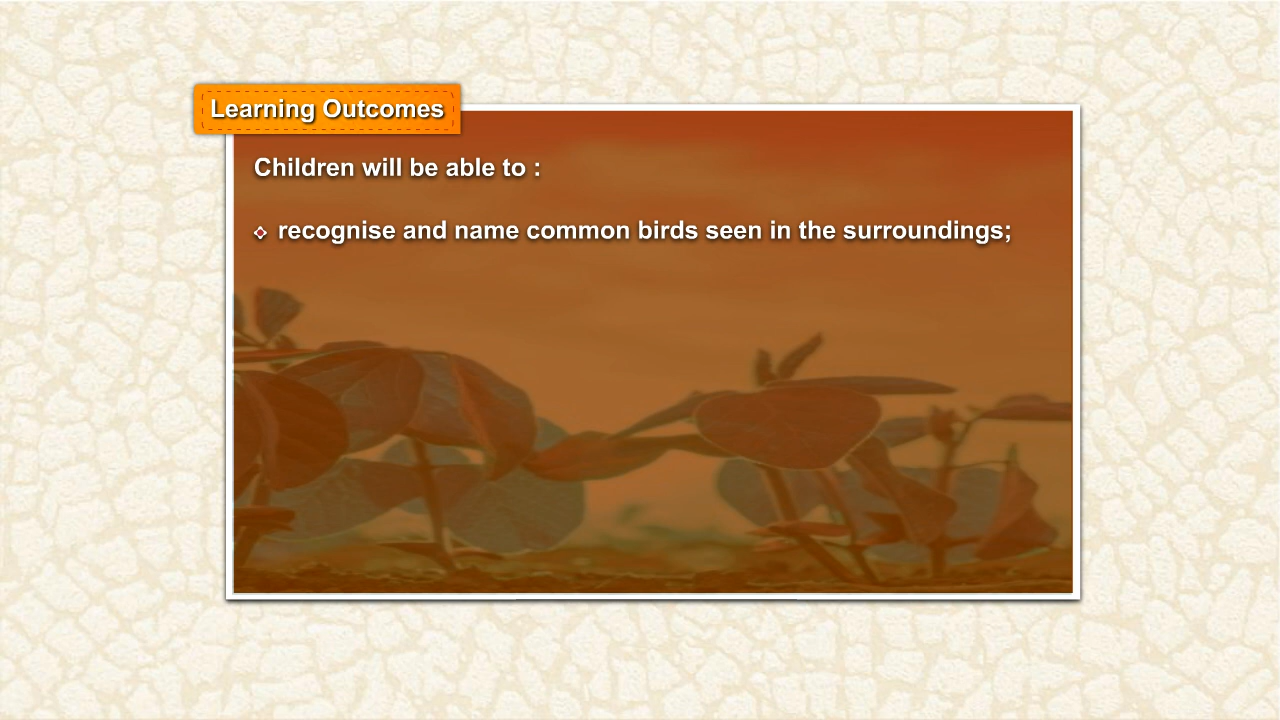 Learning Outcomes
Children will be able to :
recognise and name common birds seen in the surroundings;